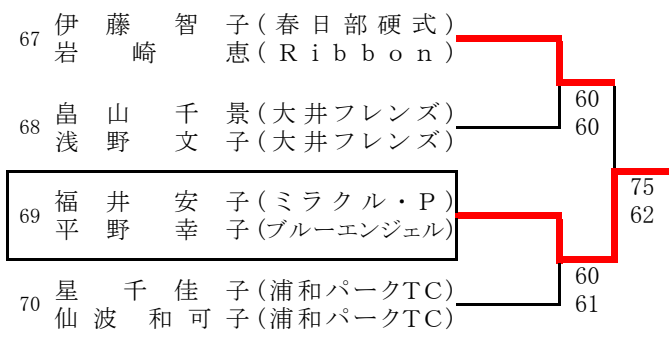 67 伊藤智子(春日部硬式)
岩崎恵(Ribbon)
60
60
68 畠山千景(大井フレンズ)
浅野文子(大井フレンズ)
75
62
69 福井安子(ミラクル・P)
平野幸子(ブルーエンジェル)
60
61
70 星千佳子(浦和パークTC)
仙波和可子(浦和パークTC)